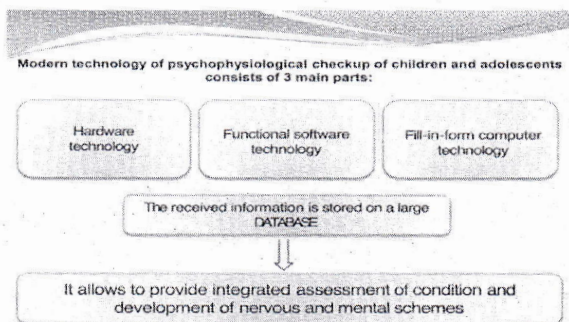 Modern technology of psychophysiological checkup of children and adolescents
consists of 3 main parts:
Hardware
technology
Functional software
technology
Fill-in-form computer
technology
The received information is stored on a large
DATABASE
It allows to provide integrated assessment of condition and
development of nervous and mental schemes